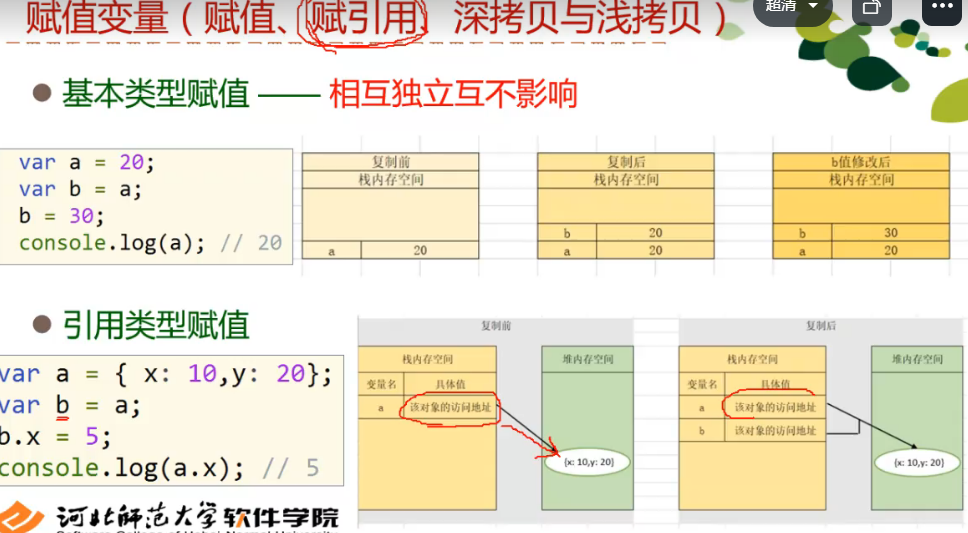 超清
赋值变量（赋值、赋引用 深拷贝与浅拷贝）
基本类型赋值 —— 相互独立互不影响
var a = 20;
var b = a;
b = 30;
console.log(a); // 20
复制前
栈内存空间
a 20
复制后
栈内存空间
b 20
a 20
b值修改后
栈内存空间
b 30
a 20
引用类型赋值
var a = { x: 10,y: 20};
var b = a;
b.x = 5;
console.log(a.x); // 5
复制前
栈内存空间
变量名 具体值
a 该对象的访问地址
堆内存空间
{x: 10,y: 20}
复制后
栈内存空间
变量名 具体值
a 该对象的访问地址
b 该对象的访问地址
堆内存空间
{x: 10,y: 20}
河北师范大学软件学院